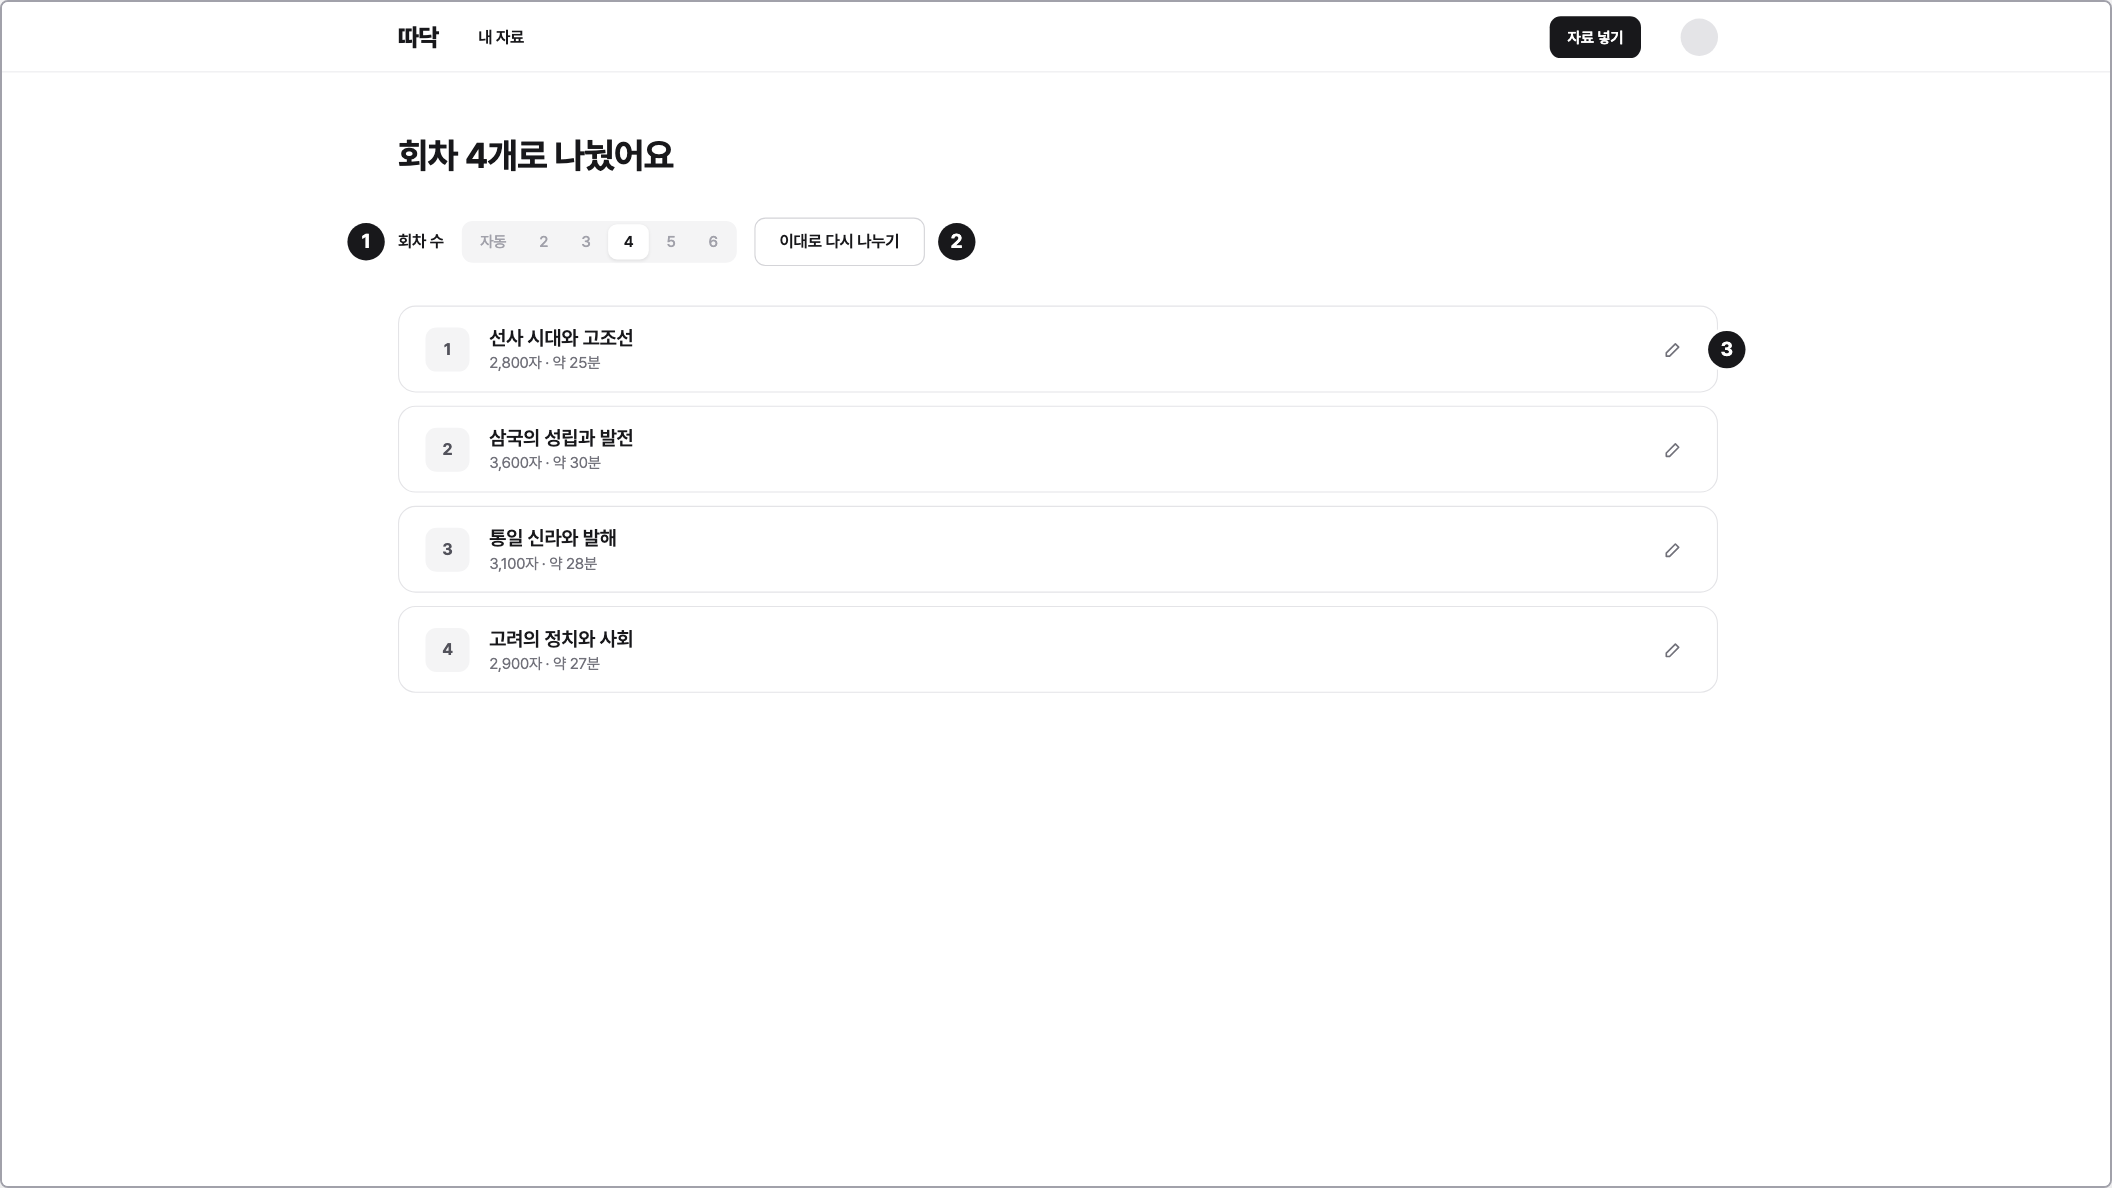 따닥 내 자료 자료 넣기
회차 4개로 나눴어요
1 회차 수 자동 2 3 4 5 6 이대로 다시 나누기 2
1 선사 시대와 고조선
2,800자 · 약 25분
3
2 삼국의 성립과 발전
3,600자 · 약 30분
3 통일 신라와 발해
3,100자 · 약 28분
4 고려의 정치와 사회
2,900자 · 약 27분